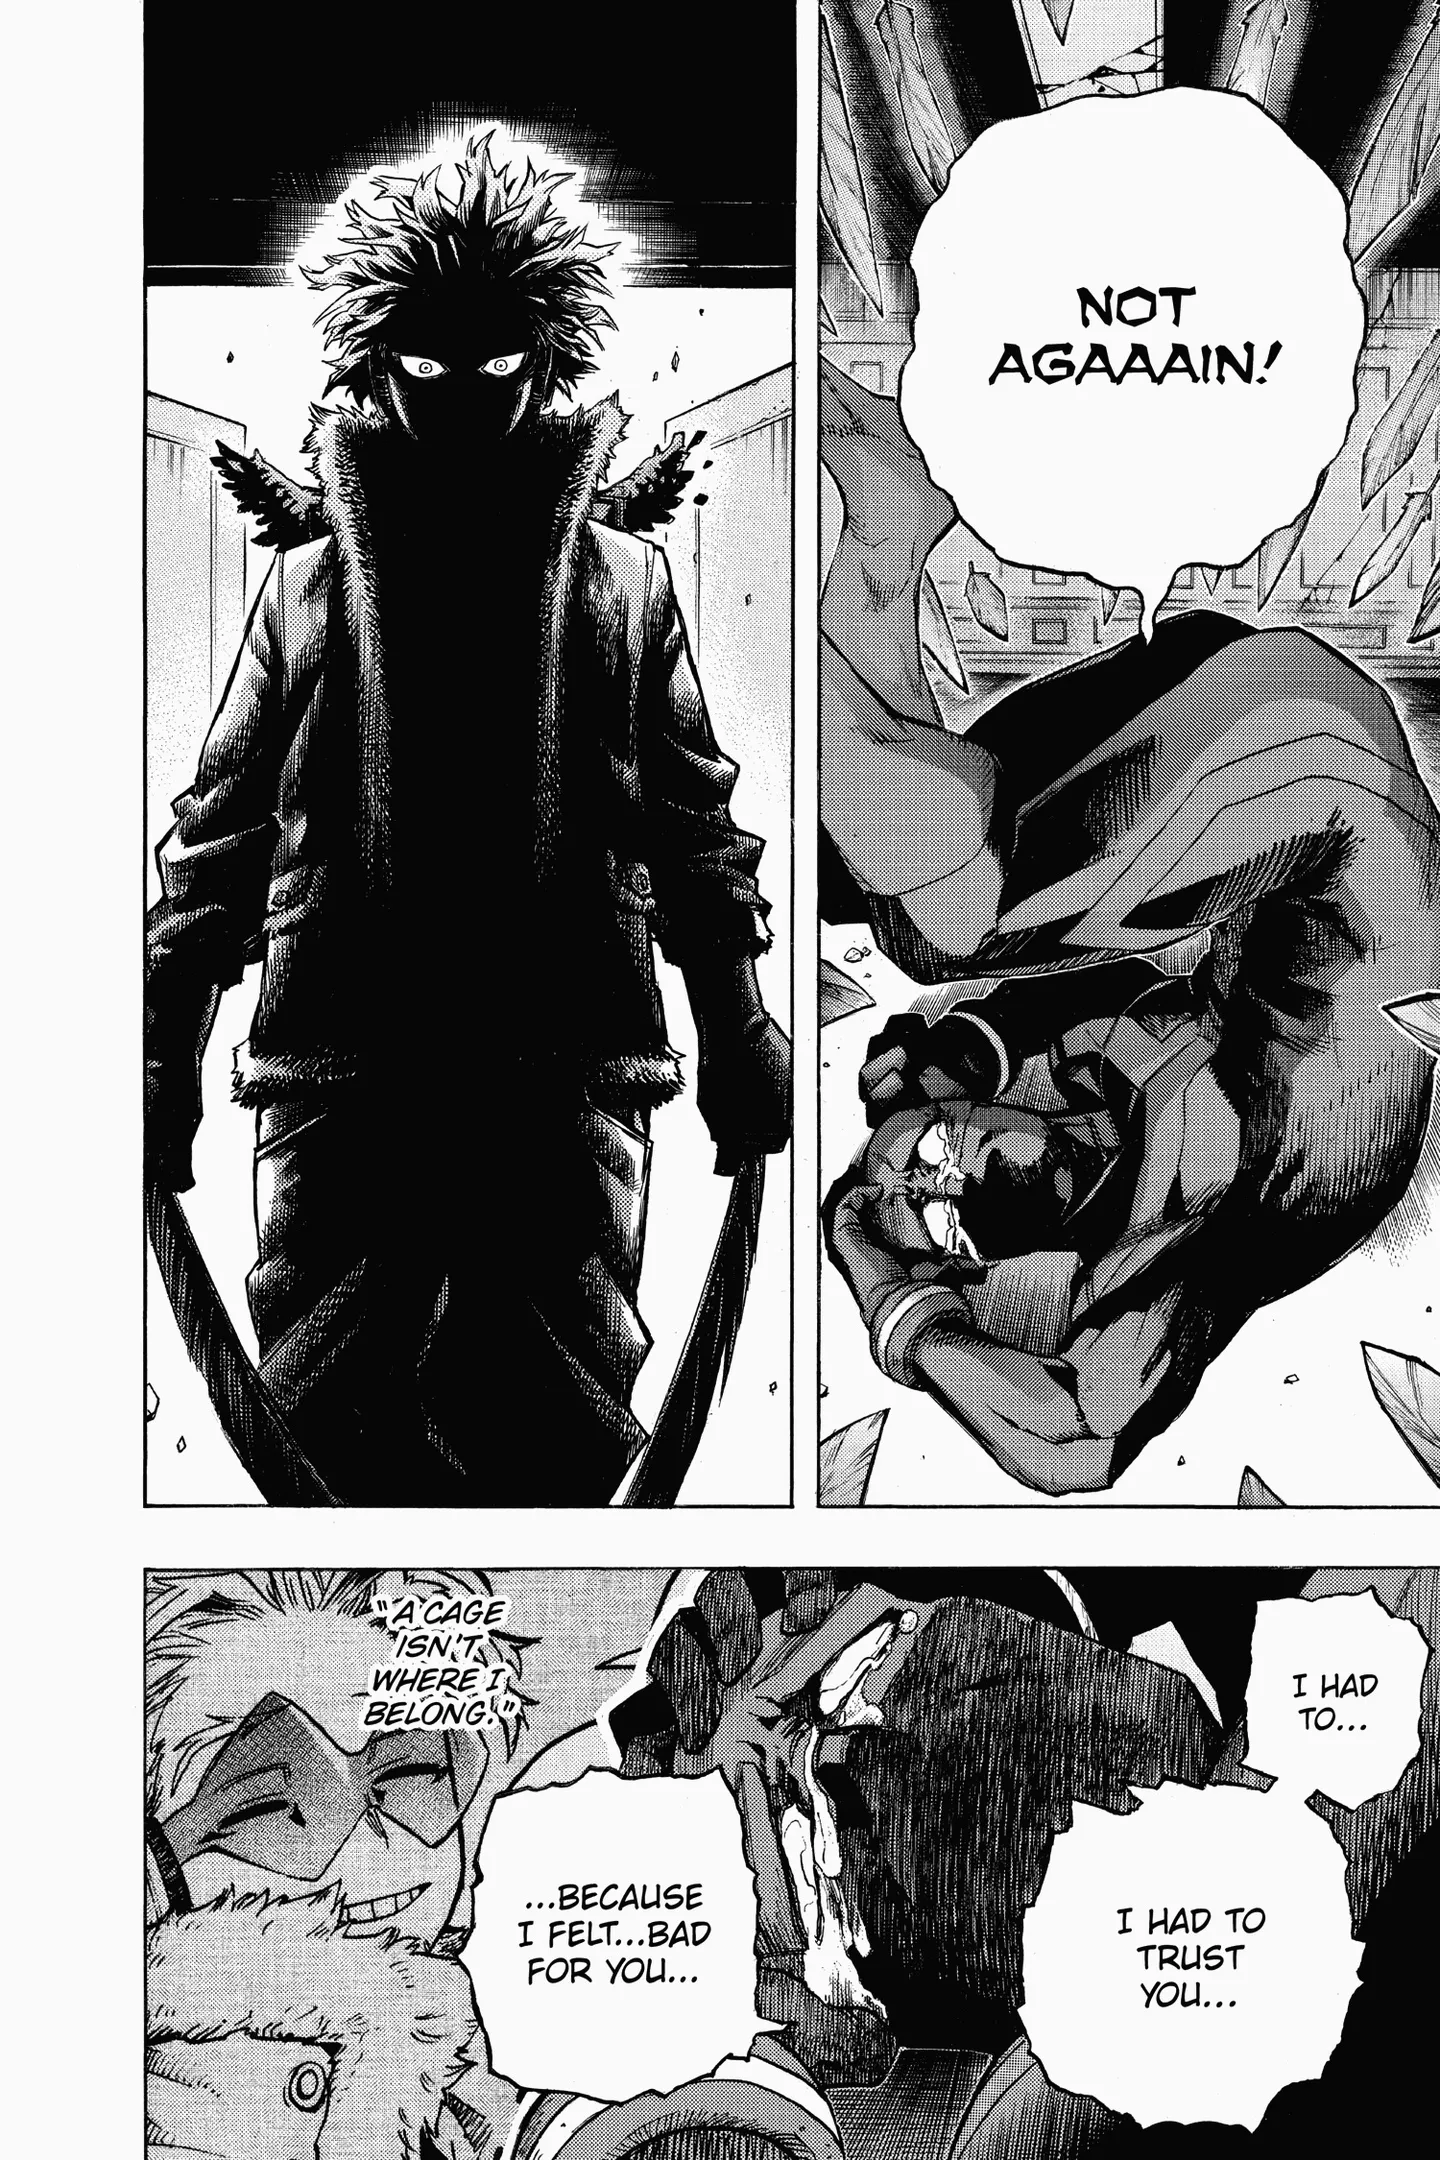 NOT
AGAAAIN!
I HAD
TO...
I HAD TO
TRUST
YOU...
...BECAUSE
I FELT...BAD
FOR YOU...
"A CAGE
ISN'T
WHERE I
BELONG."